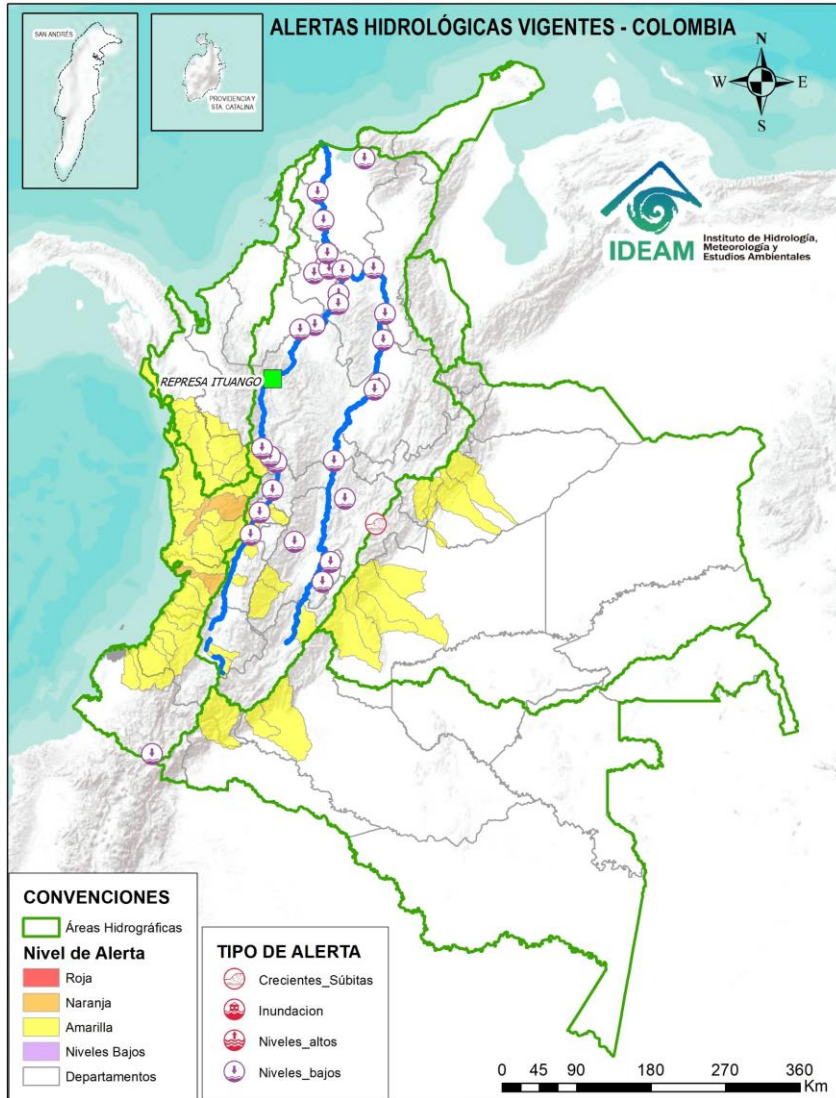 ALERTAS HIDROLÓGICAS VIGENTES - COLOMBIA
SAN ANDRÉS
PROVIDENCIA Y
STA. CATALINA
N
W
E
S
IDEAM
Instituto de Hidrología,
Meteorología y
Estudios Ambientales
REPRESA ITUANGO
CONVENCIONES
Áreas Hidrográficas
Nivel de Alerta
Roja
Naranja
Amarilla
Niveles Bajos
Departamentos
TIPO DE ALERTA
Crecientes_Súbitas
Inundacion
Niveles_altos
Niveles_bajos
0 45 90 180 270 360
Km